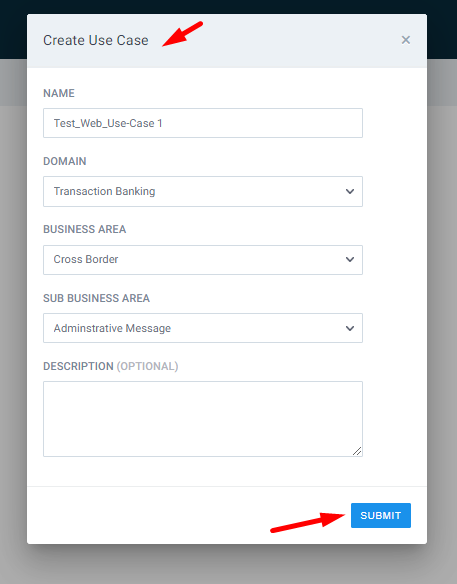 Create Use Case
×
NAME
Test_Web_Use-Case 1
DOMAIN
Transaction Banking
BUSINESS AREA
Cross Border
SUB BUSINESS AREA
Adminstrative Message
DESCRIPTION (OPTIONAL)
SUBMIT